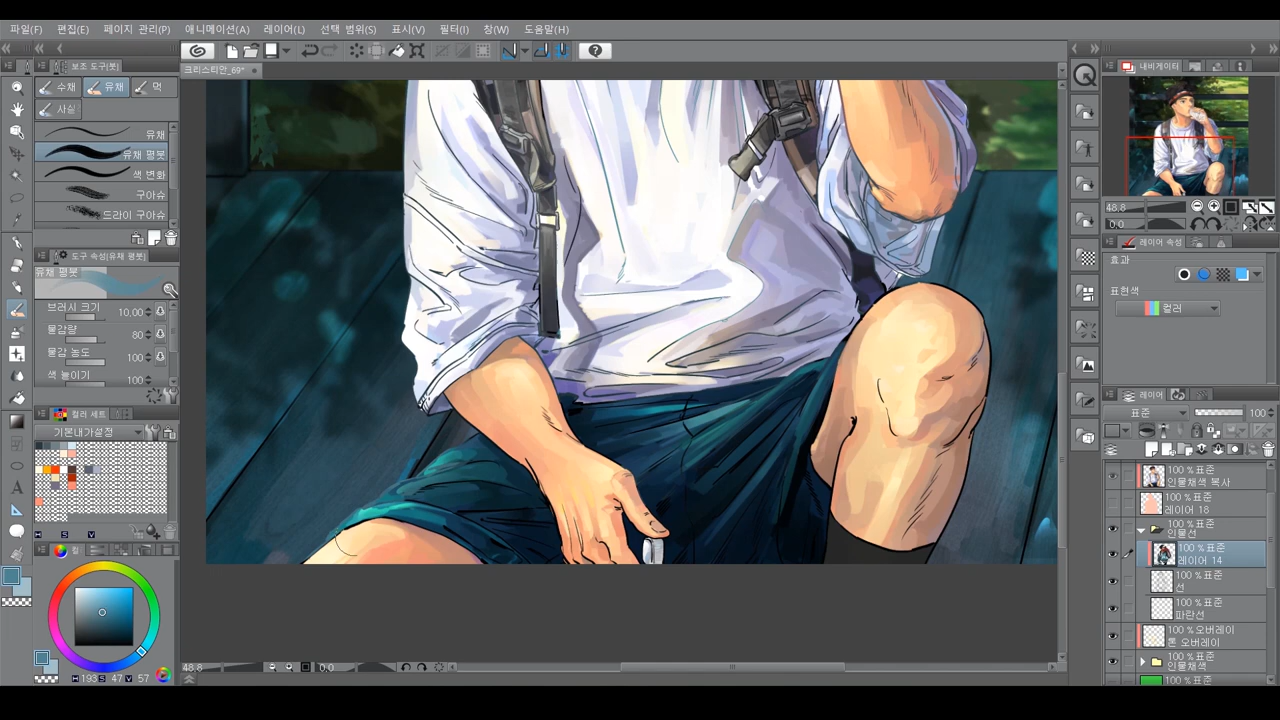 파일(F) 편집(E) 페이지 관리(P) 애니메이션(A) 레이어(L) 선택 범위(S) 표시(V) 필터(I) 창(W) 도움말(H)
보조 도구(붓)
수채 유채 먹
사실
유채
유채 평붓
색 변화
구아슈
드라이 구아슈
도구 속성(유채 평붓)
유채 평붓
브러시 크기 10.00
물감량 80
물감 농도 100
색 늘이기 100
컬러 세트
기본내가설정
H S V
컬
H 193 S 47 V 57
크리스티안_69*
48.8 0.0
내비게이터
48.8
0.0
레이어 속성
효과
표현색
컬러
레이어
표준 100
100 % 표준
인물채색 복사
100 % 표준
레이어 18
100 % 표준
인물선
100 % 표준
레이어 14
100 % 표준
선
100 % 표준
파란선
100 % 오버레이
톤 오버레이
100 % 표준
인물채색
100 % 표준